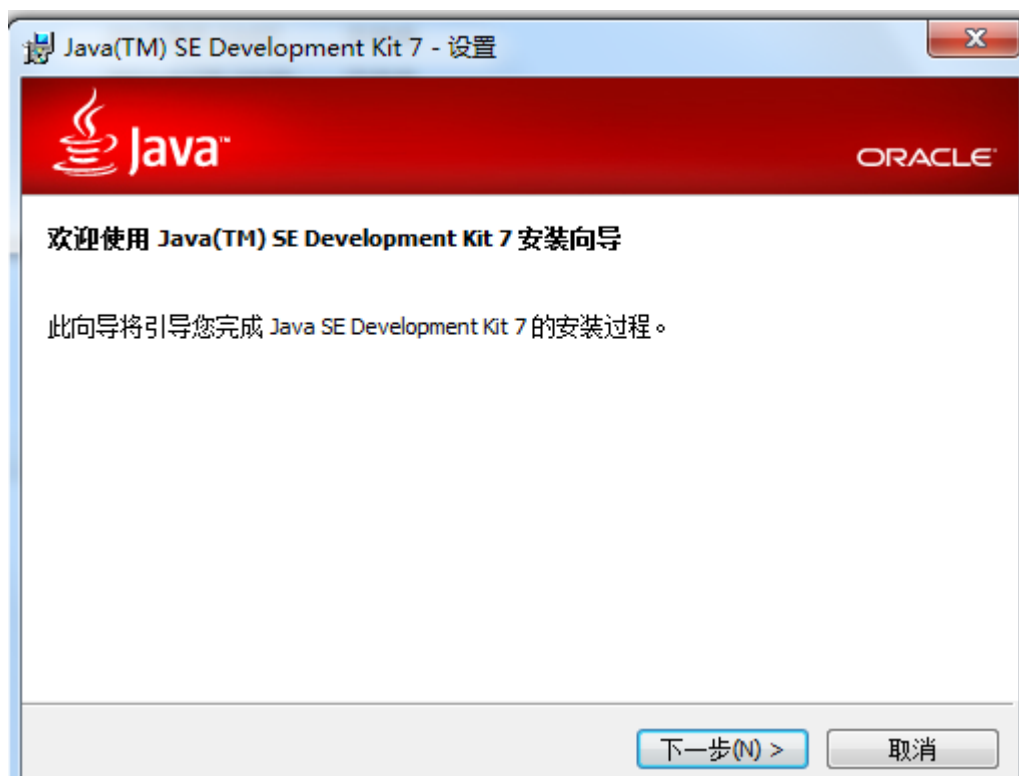 Java(TM) SE Development Kit 7 - 设置
Java™
ORACLE
欢迎使用 Java(TM) SE Development Kit 7 安装向导
此向导将引导您完成 Java SE Development Kit 7 的安装过程。
下一步(N) >
取消